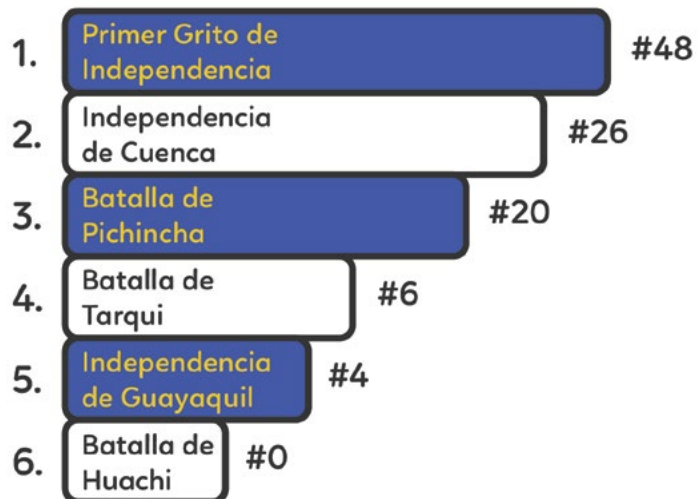 1.
Primer Grito de
Independencia
#48
2.
Independencia
de Cuenca
#26
3.
Batalla de
Pichincha
#20
4.
Batalla de
Tarqui
#6
5.
Independencia
de Guayaquil
#4
6.
Batalla de
Huachi
#0